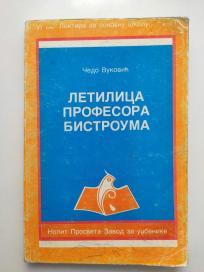 Лектира за основну школу
Чедо Вуковић
ЛЕТИЛИЦА
ПРОФЕСОРА
БИСТРОУМА
Нолит Просвета Завод за уџбенике